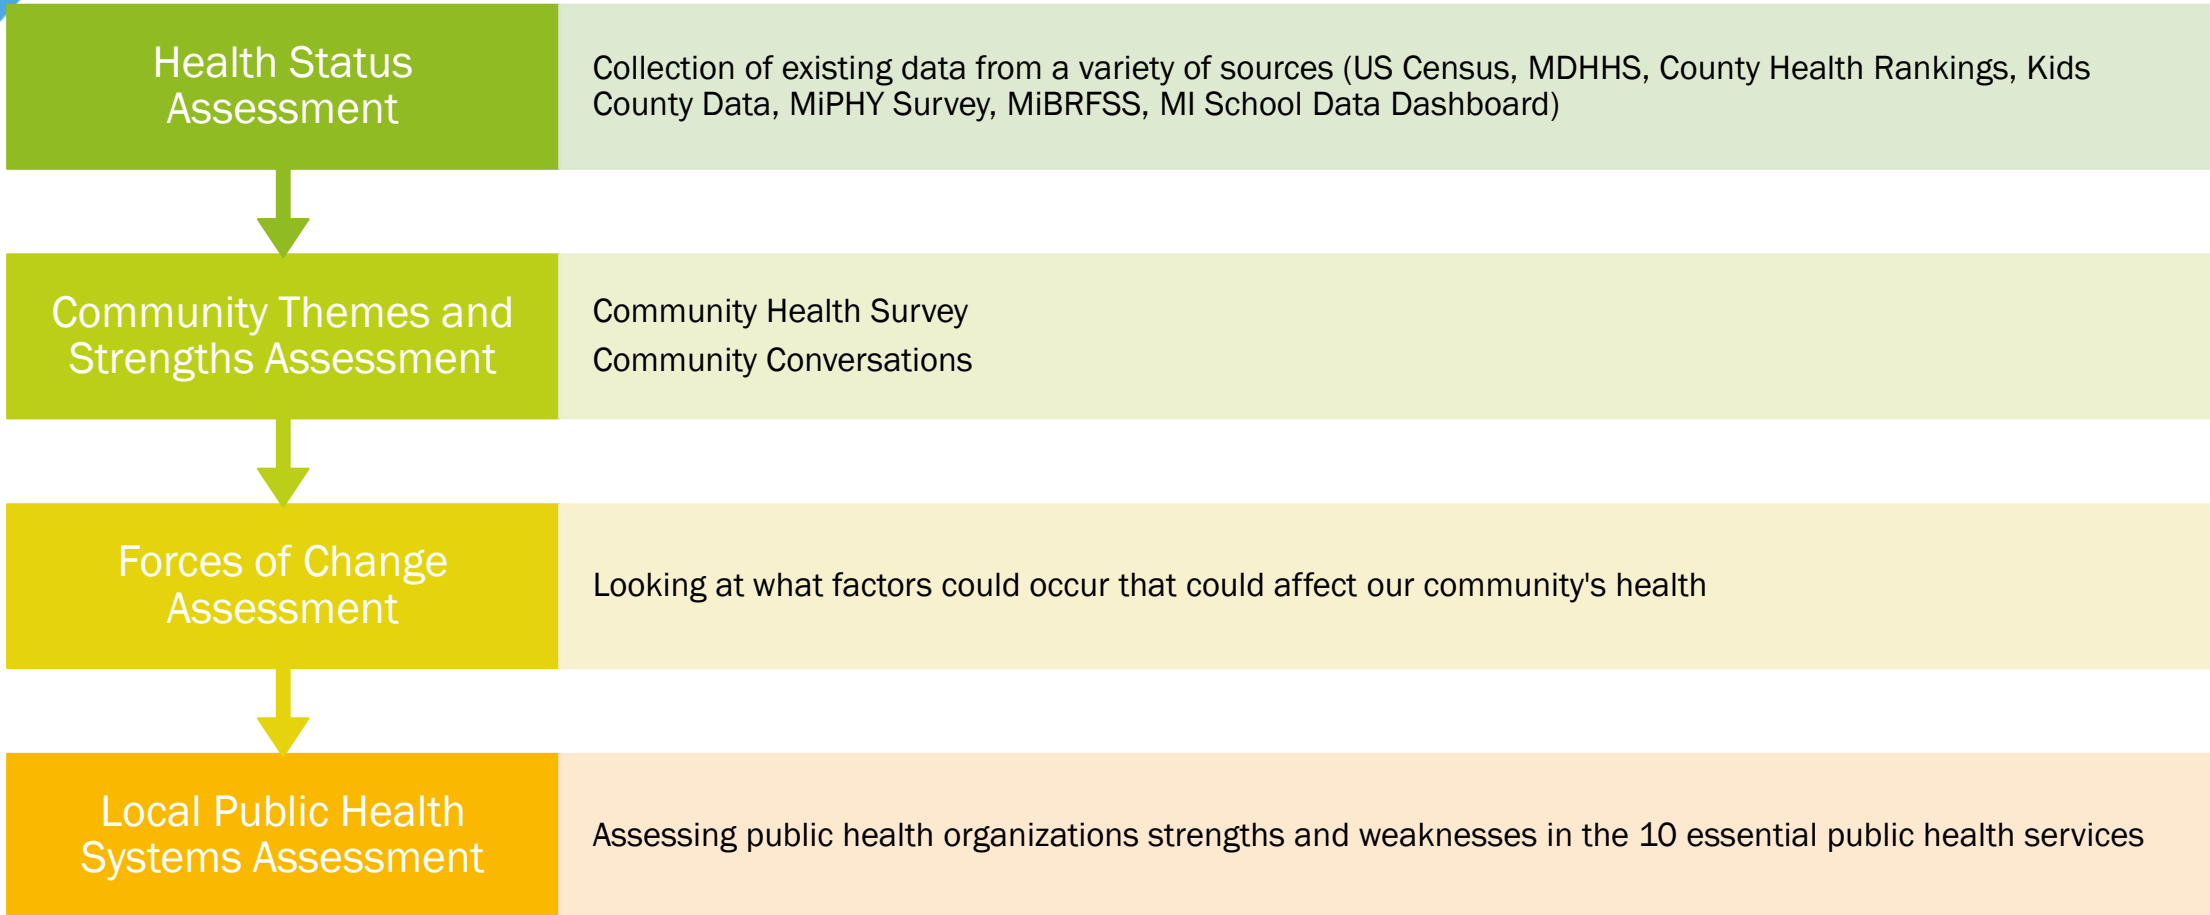 Health Status
Assessment
Collection of existing data from a variety of sources (US Census, MDHHS, County Health Rankings, Kids
County Data, MiPHY Survey, MiBRFSS, MI School Data Dashboard)
Community Themes and
Strengths Assessment
Community Health Survey
Community Conversations
Forces of Change
Assessment
Looking at what factors could occur that could affect our community's health
Local Public Health
Systems Assessment
Assessing public health organizations strengths and weaknesses in the 10 essential public health services